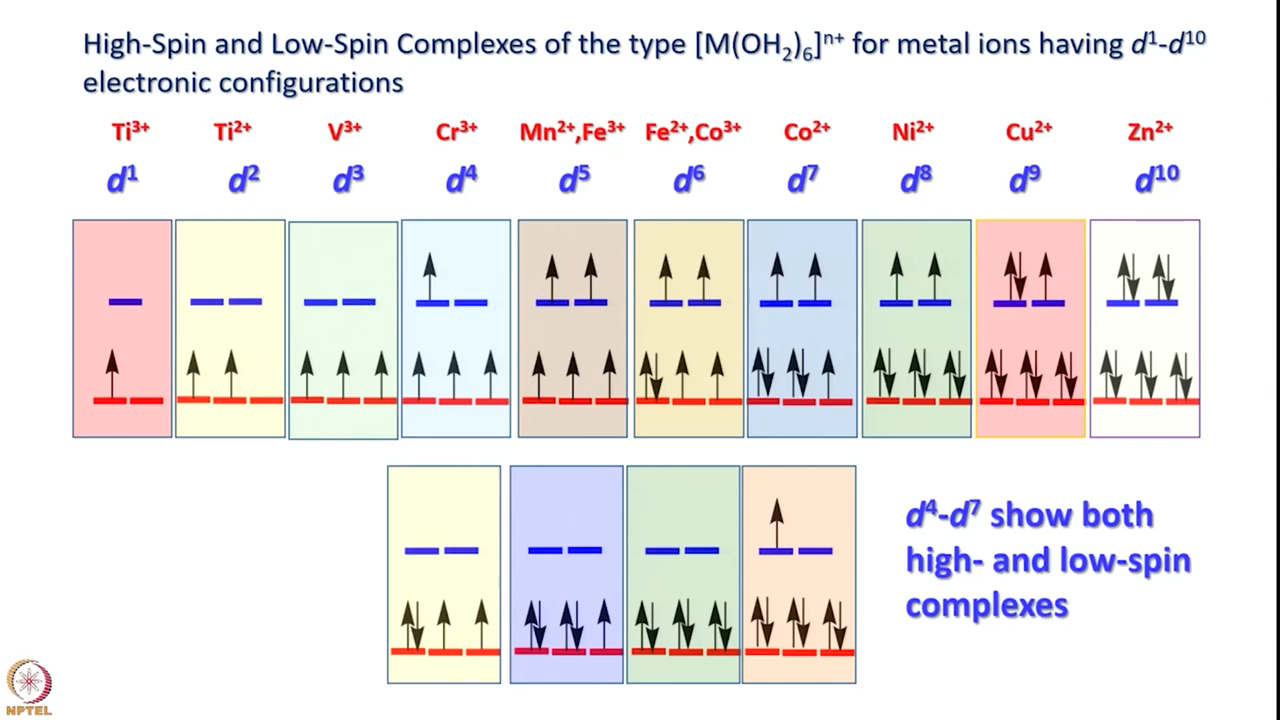 High-Spin and Low-Spin Complexes of the type [M(OH₂)₆]ⁿ⁺ for metal ions having d¹-d¹⁰
electronic configurations
Ti³⁺ Ti²⁺ V³⁺ Cr³⁺ Mn²⁺,Fe³⁺ Fe²⁺,Co³⁺ Co²⁺ Ni²⁺ Cu²⁺ Zn²⁺
d¹ d² d³ d⁴ d⁵ d⁶ d⁷ d⁸ d⁹ d¹⁰
d⁴-d⁷ show both
high- and low-spin
complexes
NPTEL